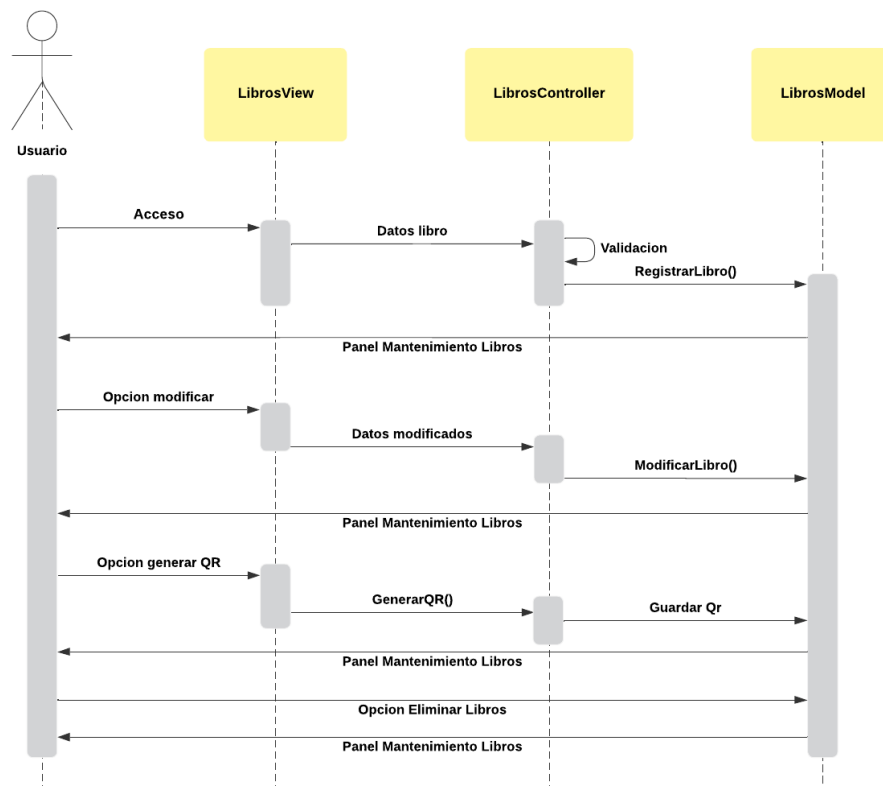 LibrosView
LibrosController
LibrosModel
Usuario
Acceso
Datos libro
Validacion
RegistrarLibro()
Panel Mantenimiento Libros
Opcion modificar
Datos modificados
ModificarLibro()
Panel Mantenimiento Libros
Opcion generar QR
GenerarQR()
Guardar Qr
Panel Mantenimiento Libros
Opcion Eliminar Libros
Panel Mantenimiento Libros